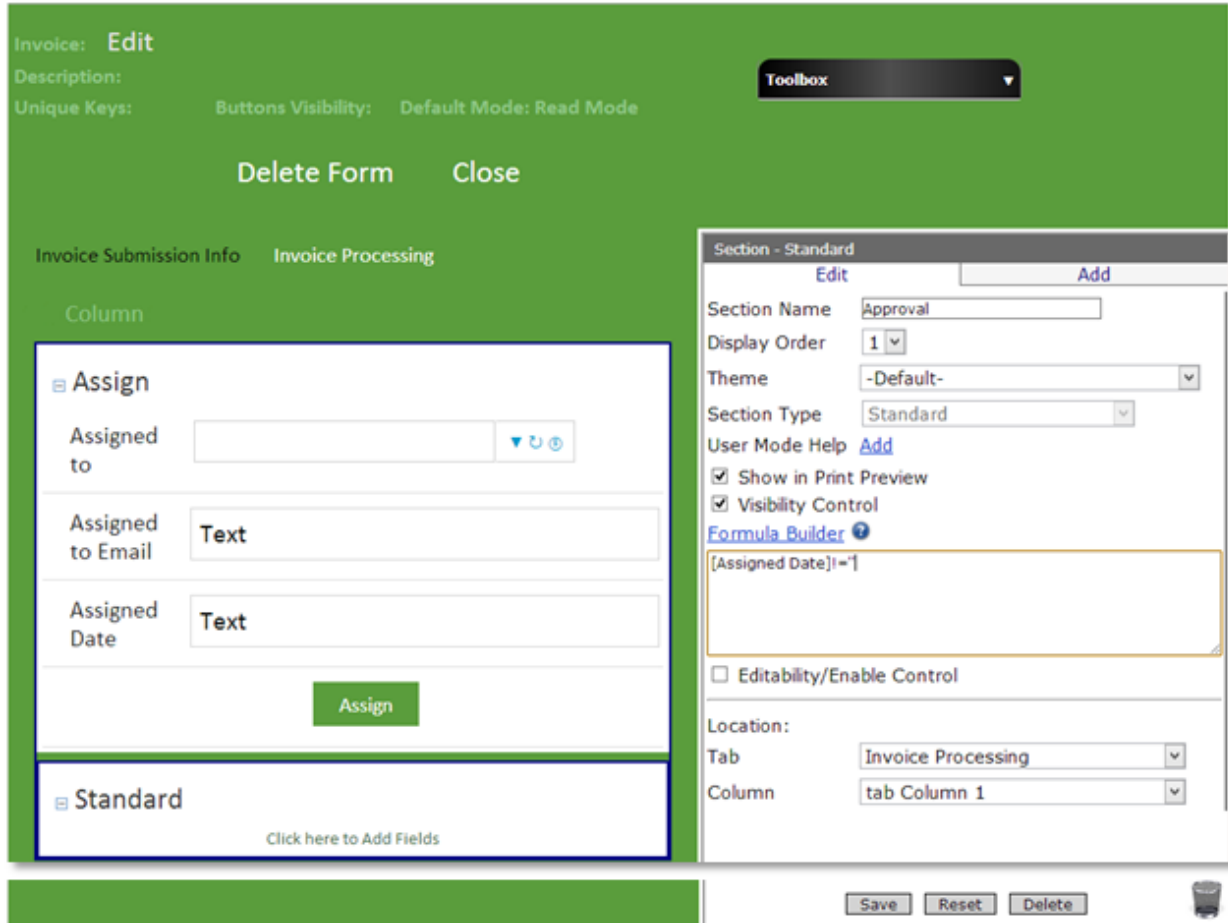 Invoice: Edit
Description:
Unique Keys: Buttons Visibility: Default Mode: Read Mode
Toolbox
Delete Form Close
Invoice Submission Info Invoice Processing
Column
Assign
Assigned
to
Assigned
to Email
Text
Assigned
Date
Text
Assign
Standard
Click here to Add Fields
Section - Standard
Edit Add
Section Name Approval
Display Order 1
Theme -Default-
Section Type Standard
User Mode Help Add
Show in Print Preview
Visibility Control
Formula Builder
[Assigned Date]!=''
Editability/Enable Control
Location:
Tab Invoice Processing
Column tab Column 1
Save Reset Delete